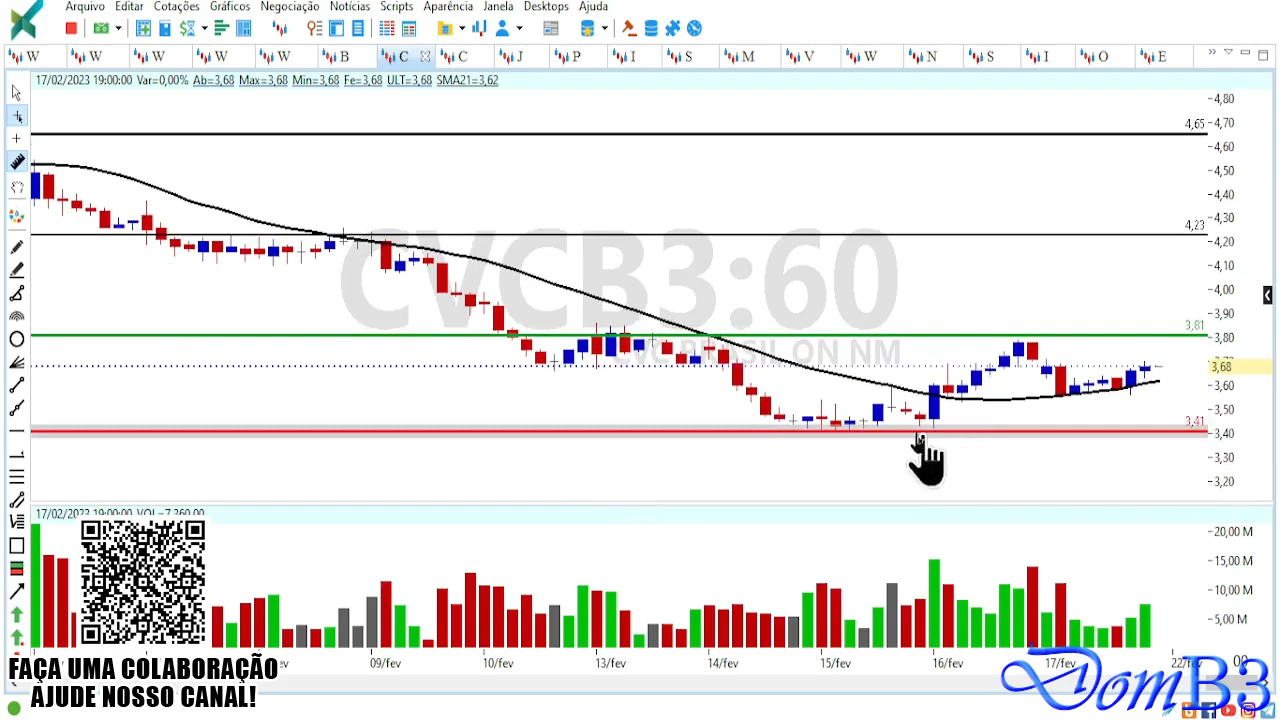 Arquivo Editar Cotações Gráficos Negociação Notícias Scripts Aparência Janela Desktops Ajuda
W W W W W B C C J P I S M V W N S I O E
17/02/2023 19:00:00 Var=0,00% Ab=3,68 Max=3,68 Min=3,68 Fe=3,68 ULT=3,68 SMA21=3,62
4,80
4,65
4,70
4,60
4,50
4,40
4,30
4,23
4,20
4,10
CVCB3:60
4,00
3,90
3,81
3,80
CVC BRASIL ON NM
3,68
3,60
3,50
3,41
3,40
3,30
3,20
17/02/2023 19:00:00 VOL=7.360,00
20,00 M
15,00 M
10,00 M
5,00 M
09/fev 10/fev 13/fev 14/fev 15/fev 16/fev 17/fev 22/fev
FAÇA UMA COLABORAÇÃO
AJUDE NOSSO CANAL!
DomB3